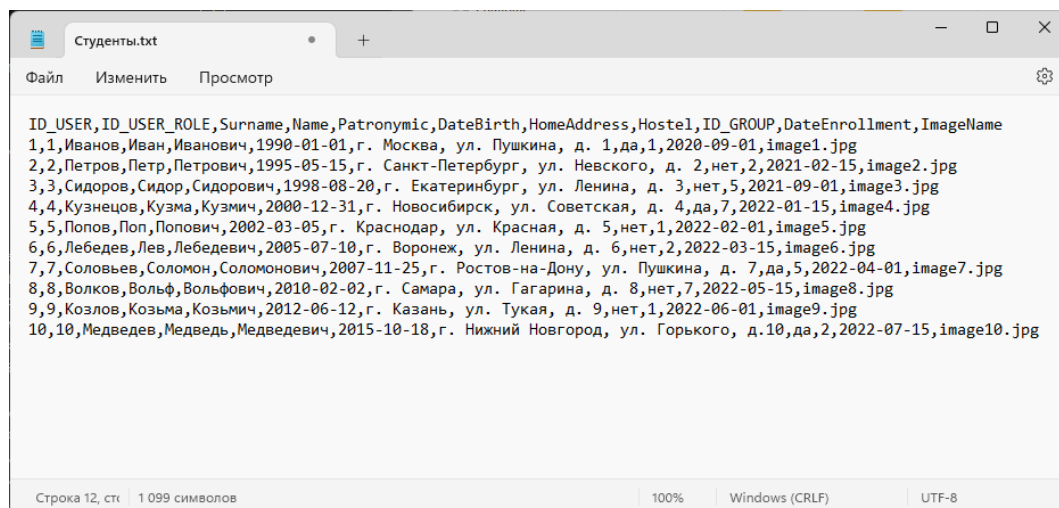 Студенты.txt
Файл Изменить Просмотр
ID_USER,ID_USER_ROLE,Surname,Name,Patronymic,DateBirth,HomeAddress,Hostel,ID_GROUP,DateEnrollment,ImageName
1,1,Иванов,Иван,Иванович,1990-01-01,г. Москва, ул. Пушкина, д. 1,да,1,2020-09-01,image1.jpg
2,2,Петров,Петр,Петрович,1995-05-15,г. Санкт-Петербург, ул. Невского, д. 2,нет,2,2021-02-15,image2.jpg
3,3,Сидоров,Сидор,Сидорович,1998-08-20,г. Екатеринбург, ул. Ленина, д. 3,нет,5,2021-09-01,image3.jpg
4,4,Кузнецов,Кузма,Кузмич,2000-12-31,г. Новосибирск, ул. Советская, д. 4,да,7,2022-01-15,image4.jpg
5,5,Попов,Поп,Попович,2002-03-05,г. Краснодар, ул. Красная, д. 5,нет,1,2022-02-01,image5.jpg
6,6,Лебедев,Лев,Лебедевич,2005-07-10,г. Воронеж, ул. Ленина, д. 6,нет,2,2022-03-15,image6.jpg
7,7,Соловьев,Соломон,Соломонович,2007-11-25,г. Ростов-на-Дону, ул. Пушкина, д. 7,да,5,2022-04-01,image7.jpg
8,8,Волков,Вольф,Вольфович,2010-02-02,г. Самара, ул. Гагарина, д. 8,нет,7,2022-05-15,image8.jpg
9,9,Козлов,Козьма,Козьмич,2012-06-12,г. Казань, ул. Тукая, д. 9,нет,1,2022-06-01,image9.jpg
10,10,Медведев,Медведь,Медведевич,2015-10-18,г. Нижний Новгород, ул. Горького, д.10,да,2,2022-07-15,image10.jpg
Строка 12, 1 099 символов 100% Windows (CRLF) UTF-8